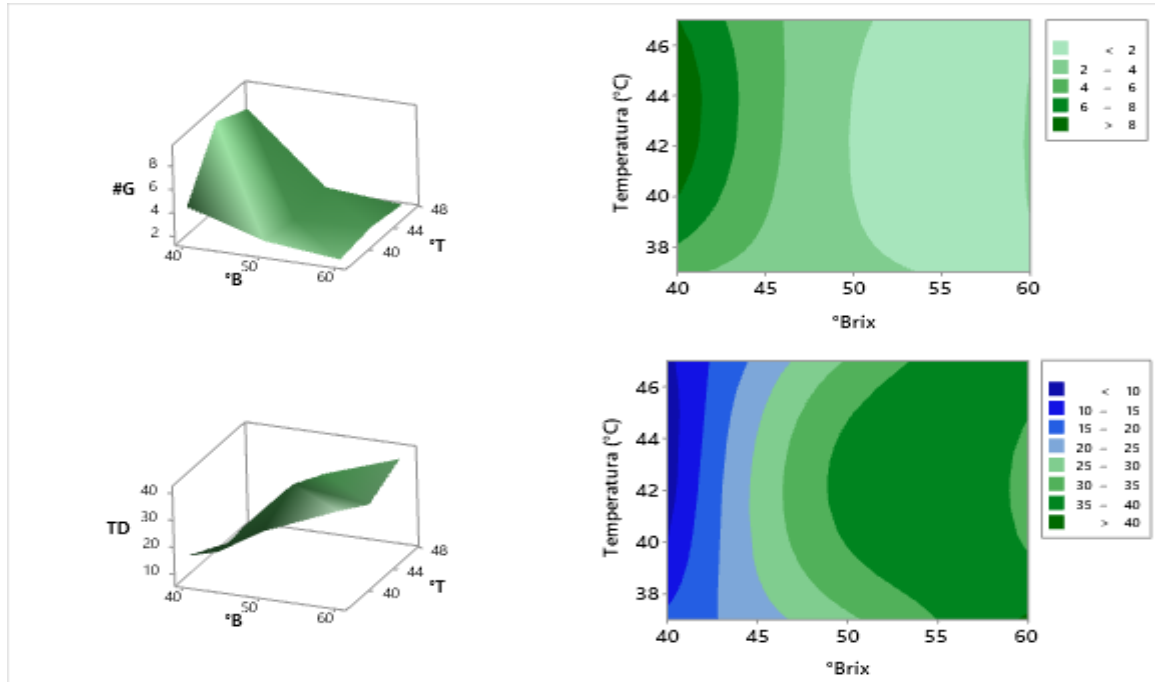 #G
8
6
4
2
40
50
60
°B
40
44
48
°T
Temperatura (°C)
46
44
42
40
38
40 45 50 55 60
°Brix
< 2
2 – 4
4 – 6
6 – 8
> 8
TD
40
30
20
10
40
50
60
°B
40
44
48
°T
Temperatura (°C)
46
44
42
40
38
40 45 50 55 60
°Brix
< 10
10 – 15
15 – 20
20 – 25
25 – 30
30 – 35
35 – 40
> 40